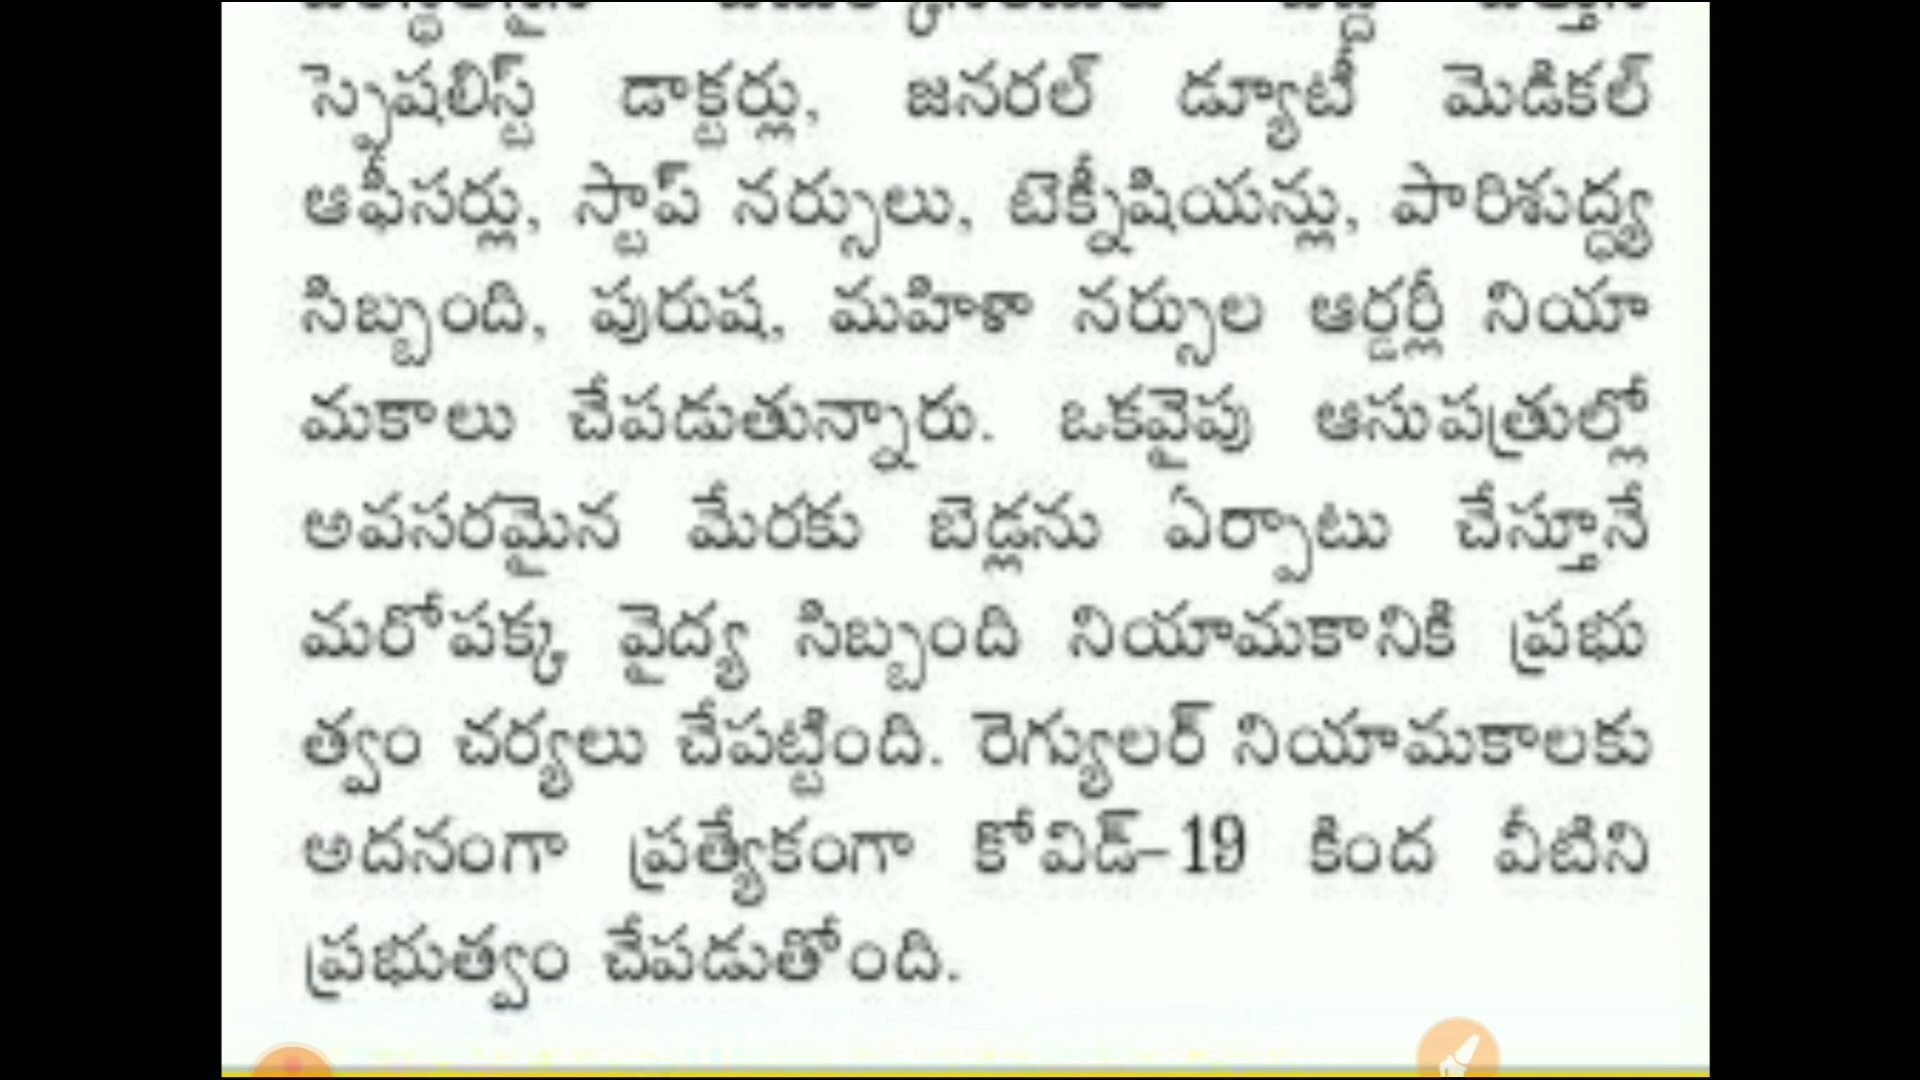 స్పెషలిస్ట్ డాక్టర్లు, జనరల్ డ్యూటీ మెడికల్
ఆఫీసర్లు, స్టాప్ నర్సులు, టెక్నీషియన్లు, పారిశుద్ధ్య
సిబ్బంది, పురుష, మహిళా నర్సుల ఆర్డర్లీ నియా
మకాలు చేపడుతున్నారు. ఒకవైపు ఆసుపత్రుల్లో
అవసరమైన మేరకు బెడ్లను ఏర్పాటు చేస్తూనే
మరోపక్క వైద్య సిబ్బంది నియామకానికి ప్రభు
త్వం చర్యలు చేపట్టింది. రెగ్యులర్ నియామకాలకు
అదనంగా ప్రత్యేకంగా కోవిడ్-19 కింద వీటిని
ప్రభుత్వం చేపడుతోంది.